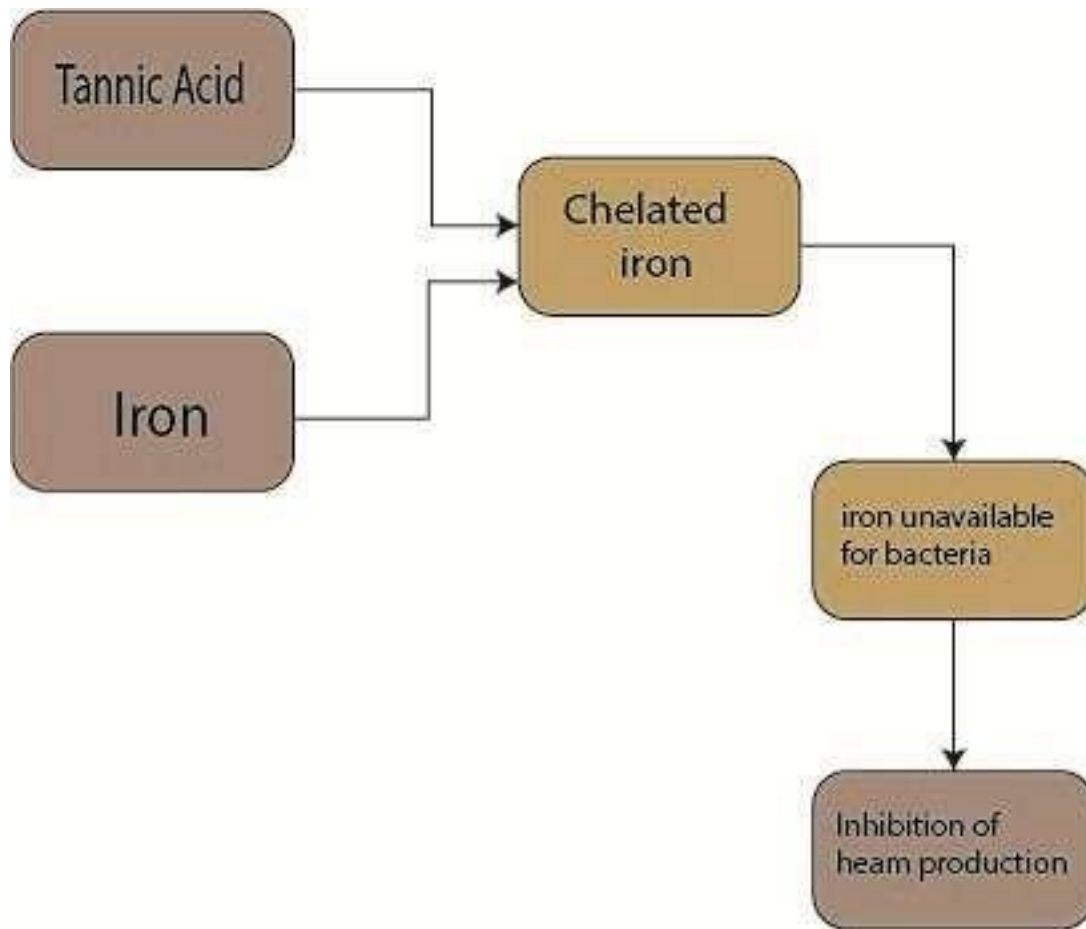 Tannic Acid
Chelated
iron
Iron
iron unavailable
for bacteria
Inhibition of
heam production